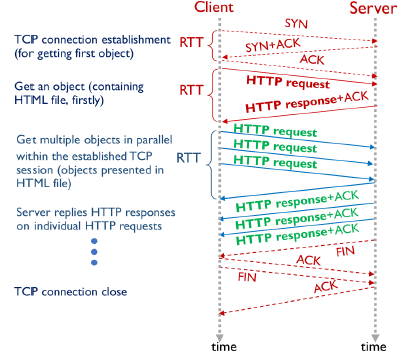 Client
Server
SYN
TCP connection establishment
(for getting first object)
RTT
SYN+ACK
ACK
Get an object (containing
HTML file, firstly)
RTT
HTTP request
HTTP response+ACK
Get multiple objects in parallel
within the established TCP
session (objects presented in
HTML file)
RTT
HTTP request
HTTP request
HTTP request
Server replies HTTP responses
on individual HTTP requests
HTTP response+ACK
HTTP response+ACK
HTTP response+ACK
FIN
ACK
FIN
ACK
TCP connection close
time
time